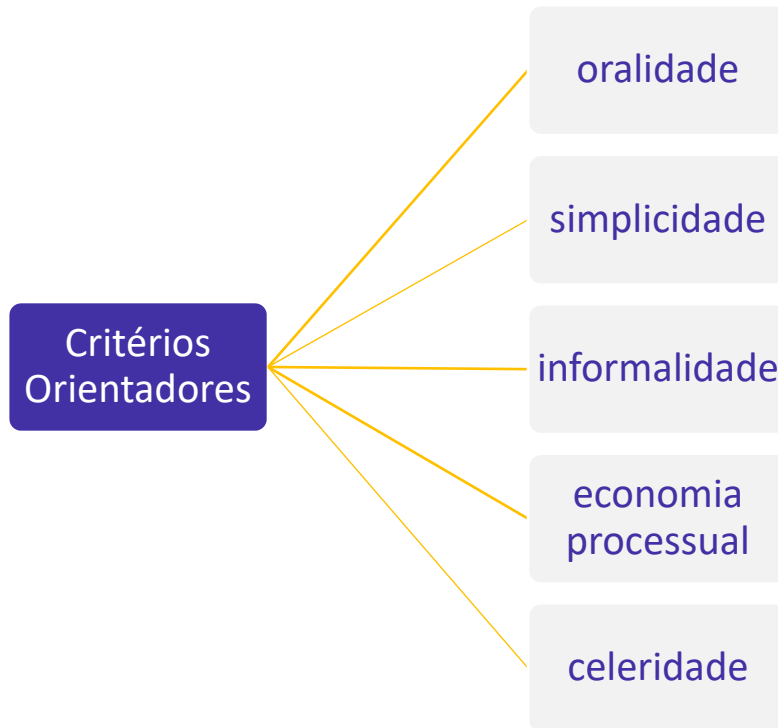 oralidade
simplicidade
Critérios
Orientadores
informalidade
economia
processual
celeridade